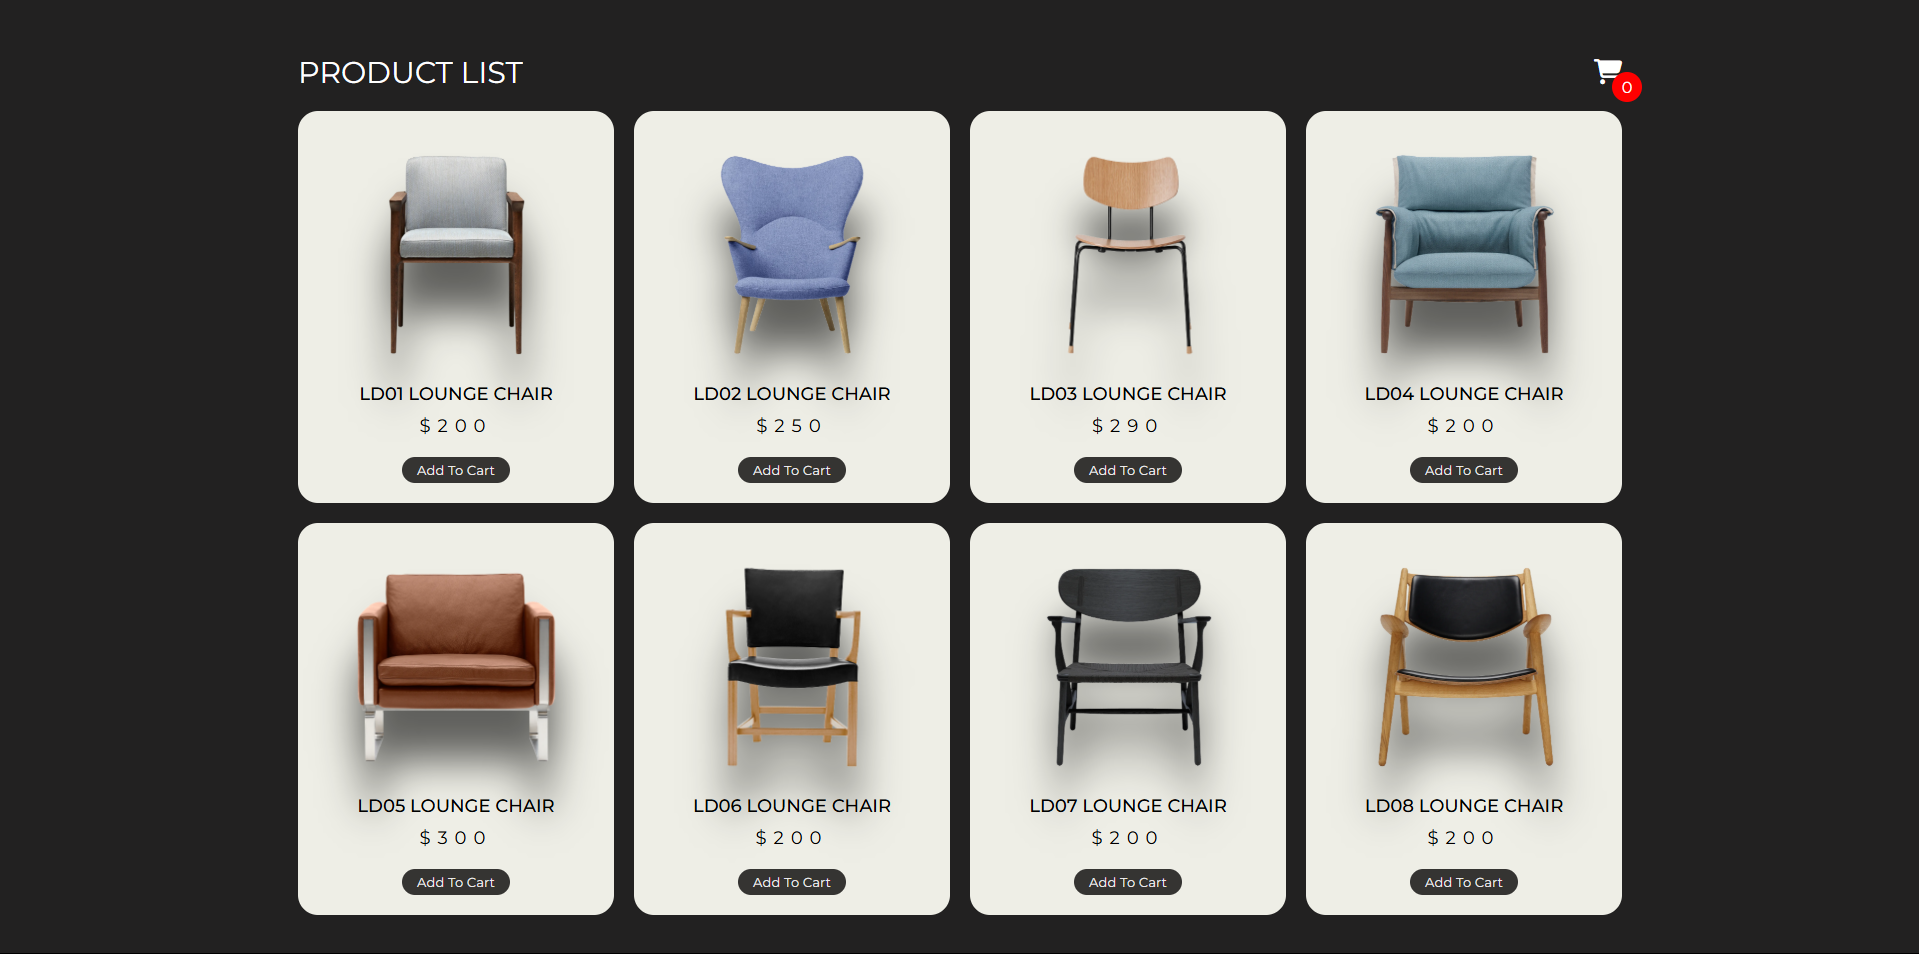 PRODUCT LIST
0
LD01 LOUNGE CHAIR
$200
Add To Cart
LD02 LOUNGE CHAIR
$250
Add To Cart
LD03 LOUNGE CHAIR
$290
Add To Cart
LD04 LOUNGE CHAIR
$200
Add To Cart
LD05 LOUNGE CHAIR
$300
Add To Cart
LD06 LOUNGE CHAIR
$200
Add To Cart
LD07 LOUNGE CHAIR
$200
Add To Cart
LD08 LOUNGE CHAIR
$200
Add To Cart